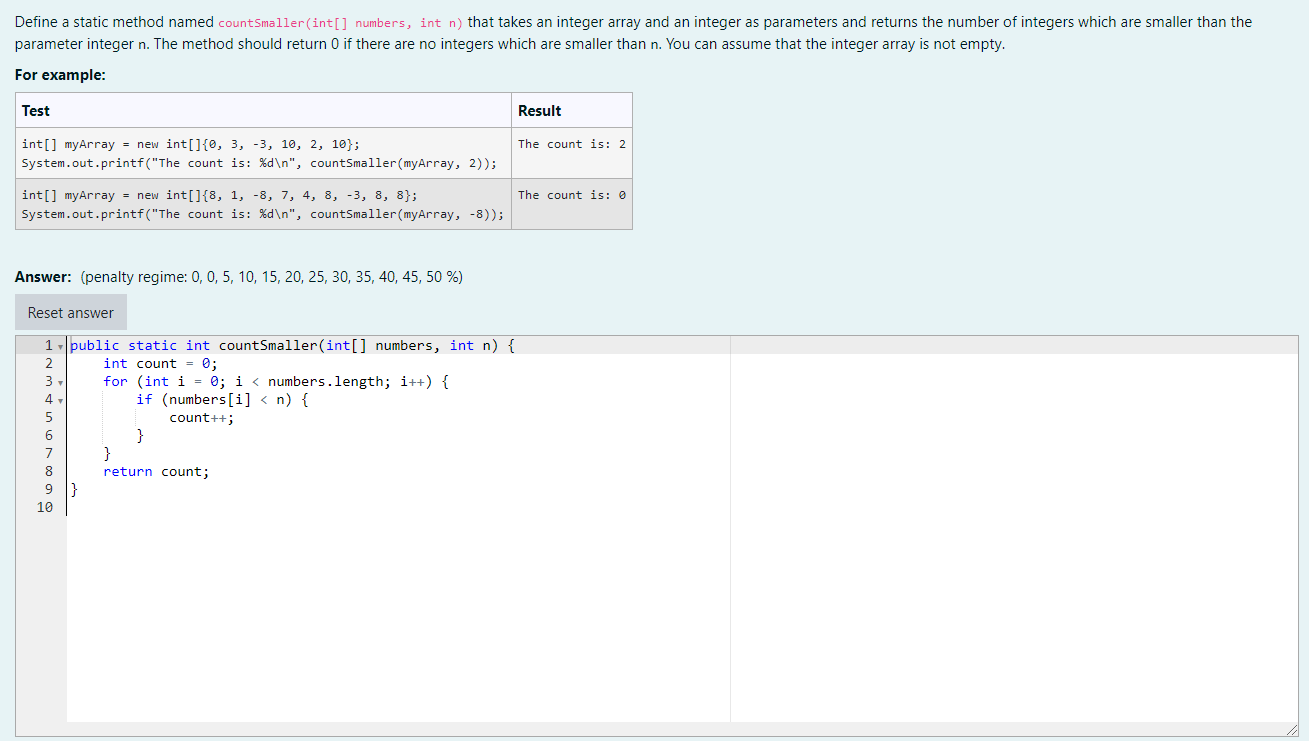 Define a static method named countSmaller(int[] numbers, int n) that takes an integer array and an integer as parameters and returns the number of integers which are smaller than the
parameter integer n. The method should return 0 if there are no integers which are smaller than n. You can assume that the integer array is not empty.
For example:
Test Result
int[] myArray = new int[]{0, 3, -3, 10, 2, 10}; The count is: 2
System.out.printf("The count is: %d\n", countSmaller(myArray, 2));
int[] myArray = new int[]{8, 1, -8, 7, 4, 8, -3, 8, 8}; The count is: 0
System.out.printf("The count is: %d\n", countSmaller(myArray, -8));
Answer: (penalty regime: 0, 0, 5, 10, 15, 20, 25, 30, 35, 40, 45, 50 %)
Reset answer
1 public static int countSmaller(int[] numbers, int n) {
2 int count = 0;
3 for (int i = 0; i < numbers.length; i++) {
4 if (numbers[i] < n) {
5 count++;
6 }
7 }
8 return count;
9 }
10